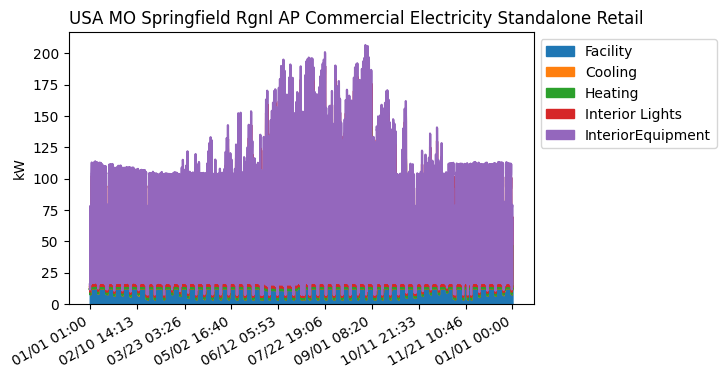 USA MO Springfield Rgnl AP Commercial Electricity Standalone Retail
kW
200
175
150
125
100
75
50
25
0
01/01 01:00
02/10 14:13
03/23 03:26
05/02 16:40
06/12 05:53
07/22 19:06
09/01 08:20
10/11 21:33
11/21 10:46
01/01 00:00
Facility
Cooling
Heating
Interior Lights
InteriorEquipment